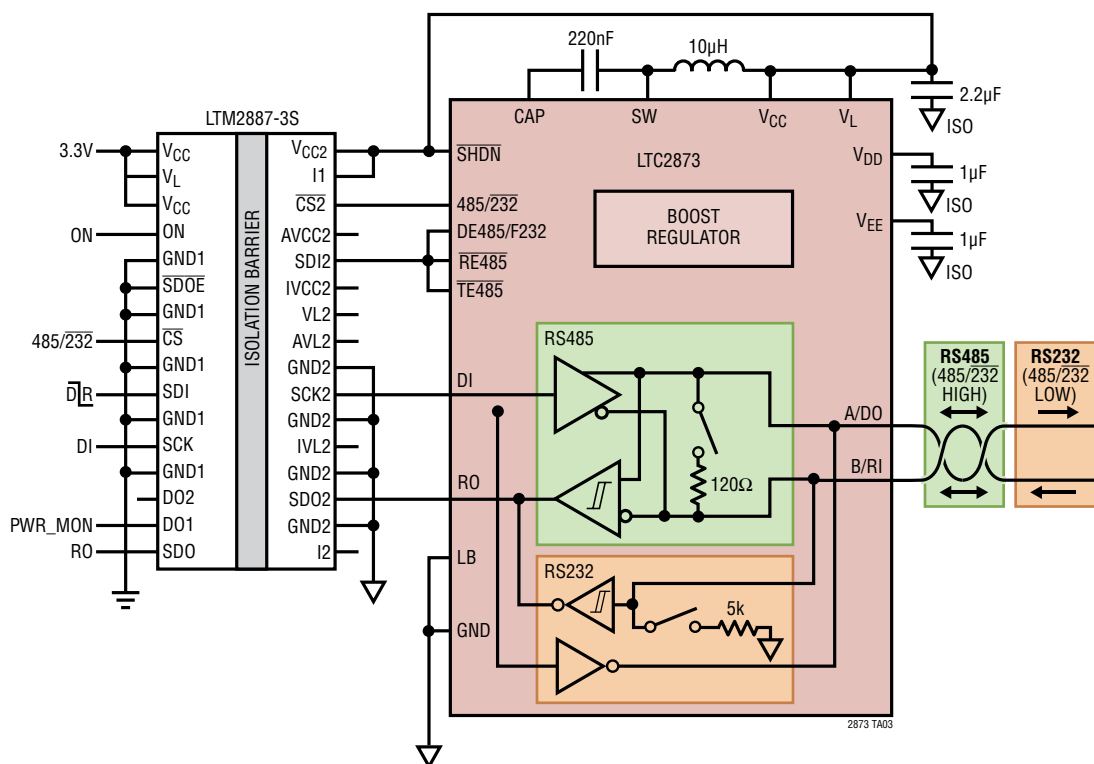 220nF
10µH
2.2µF
ISO
CAP
SW
VCC
VL
LTM2887-3S
LTC2873
3.3V
VCC
VL
VCC
ON
ON
GND1
SDOE
GND1
485/232
CS
GND1
D/R
SDI
GND1
DI
SCK
GND1
DO2
PWR_MON
DO1
RO
SDO
ISOLATION BARRIER
VCC2
I1
CS2
AVCC2
SDI2
IVCC2
VL2
AVL2
GND2
SCK2
GND2
IVL2
GND2
SDO2
GND2
I2
SHDN
485/232
DE485/F232
RE485
TE485
DI
RO
LB
GND
BOOST
REGULATOR
VDD
1µF
ISO
VEE
1µF
ISO
RS485
120Ω
RS232
5k
A/DO
B/RI
RS485
(485/232
HIGH)
RS232
(485/232
LOW)
2873 TA03